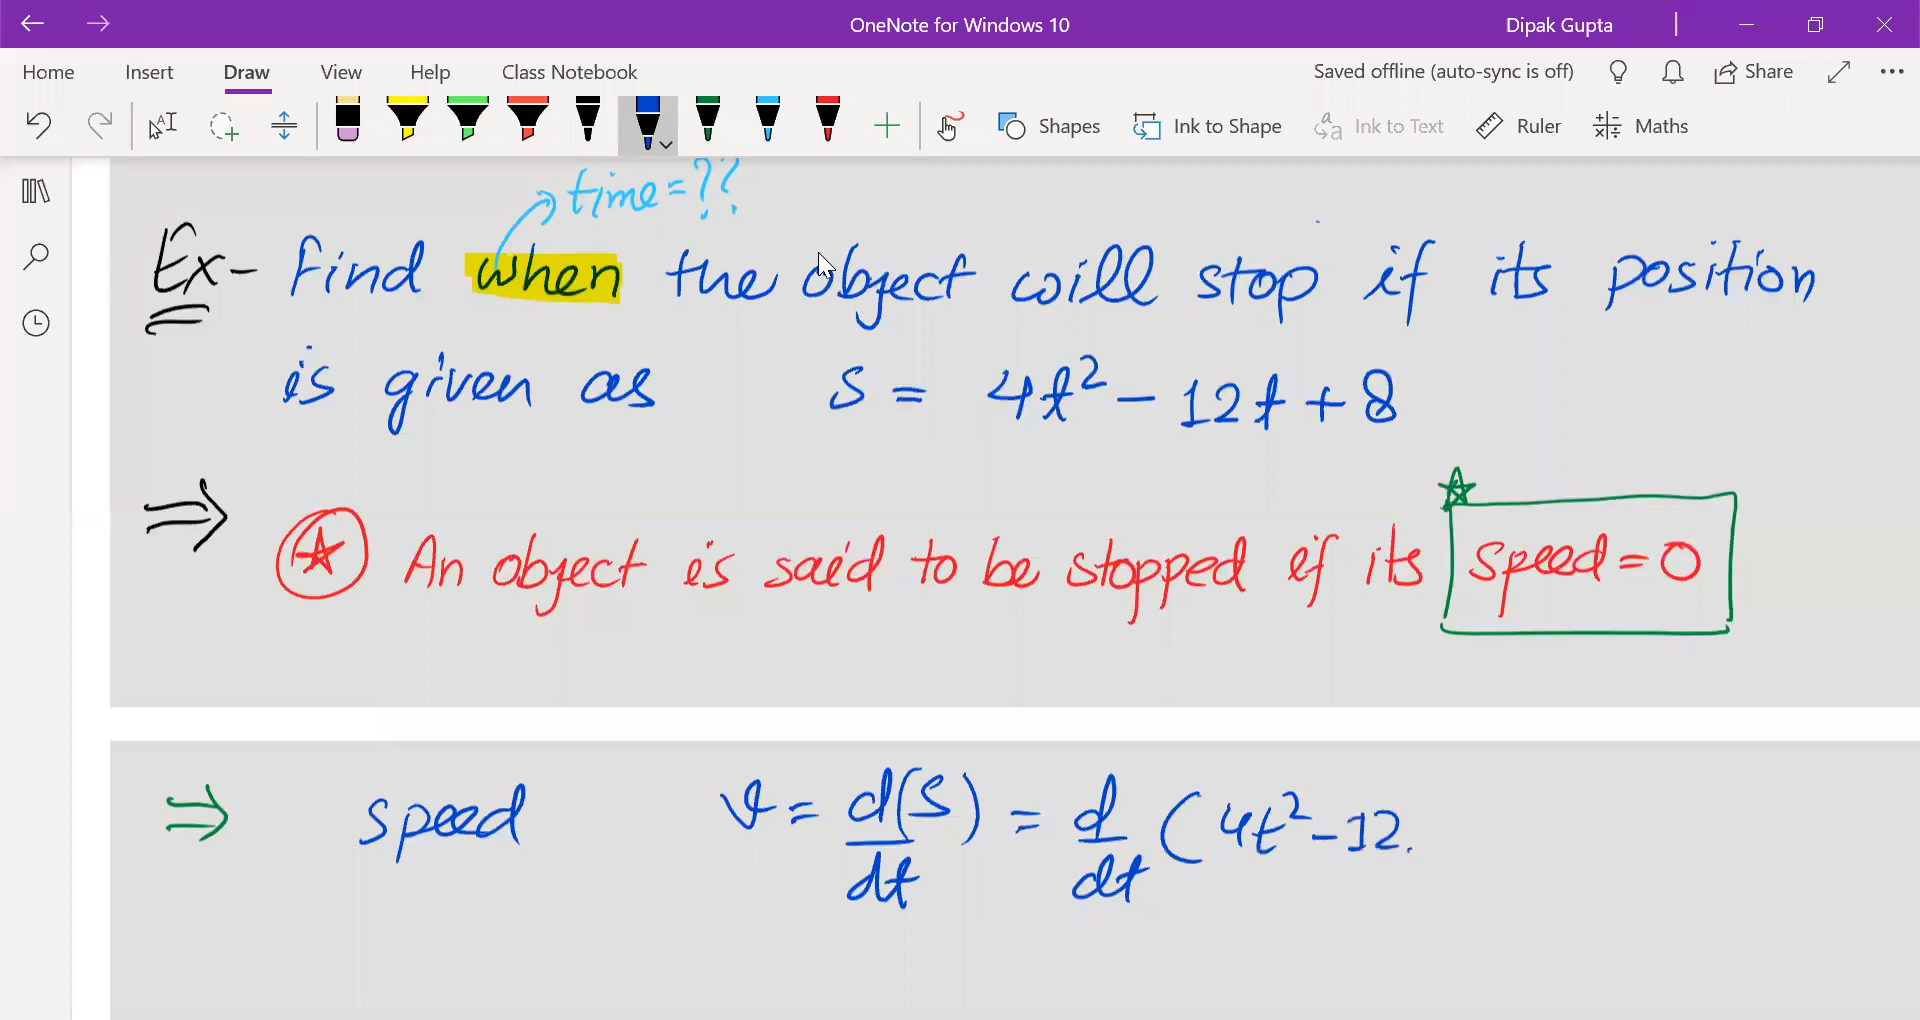 OneNote for Windows 10
Dipak Gupta
Home Insert Draw View Help Class Notebook
Saved offline (auto-sync is off) Share
Shapes Ink to Shape Ink to Text Ruler Maths
time = ??
Ex - Find when the object will stop if its position
is given as s = 4t² - 12t + 8
⇒ An object is said to be stopped if its speed = 0
⇒ speed v = d(s)/dt = d/dt (4t² - 12